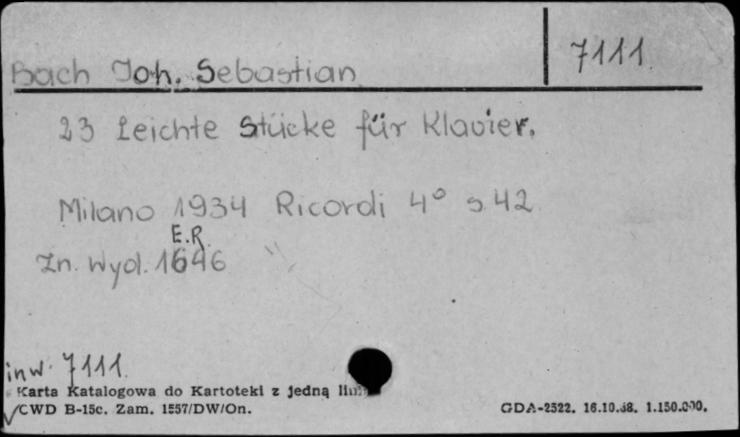 7111
Bach Joh. Sebastian
23 Leichte Stücke für Klavier.
Milano 1934 Ricordi 4° s. 42
E.R.
Zn. wyd. 1646
inw. 7111.
Karta Katalogowa do Kartoteki z jedną
CWD B-15c. Zam. 1557/DW/On.
GDA-2522. 16.10. 1.150.000.